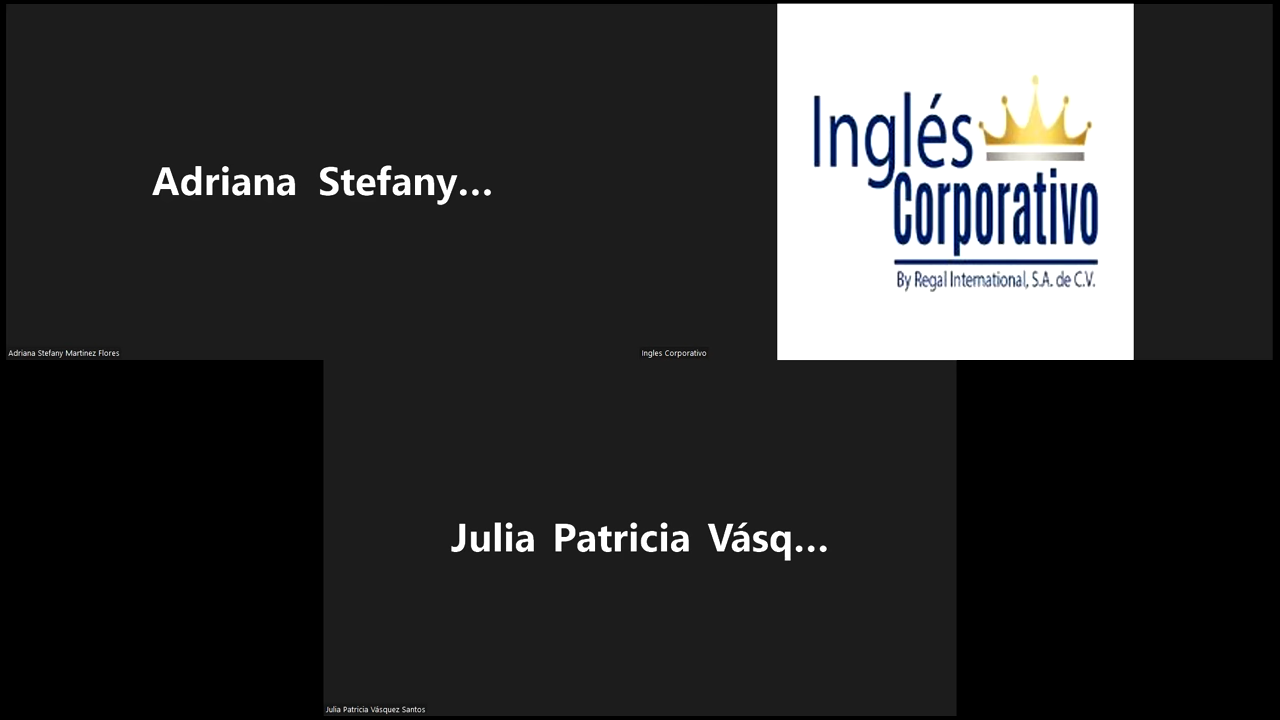 Adriana Stefany...
Adriana Stefany Martinez Flores
Inglés
Corporativo
By Regal International, S.A. de C.V.
Ingles Corporativo
Julia Patricia Vásq...
Julia Patricia Vásquez Santos